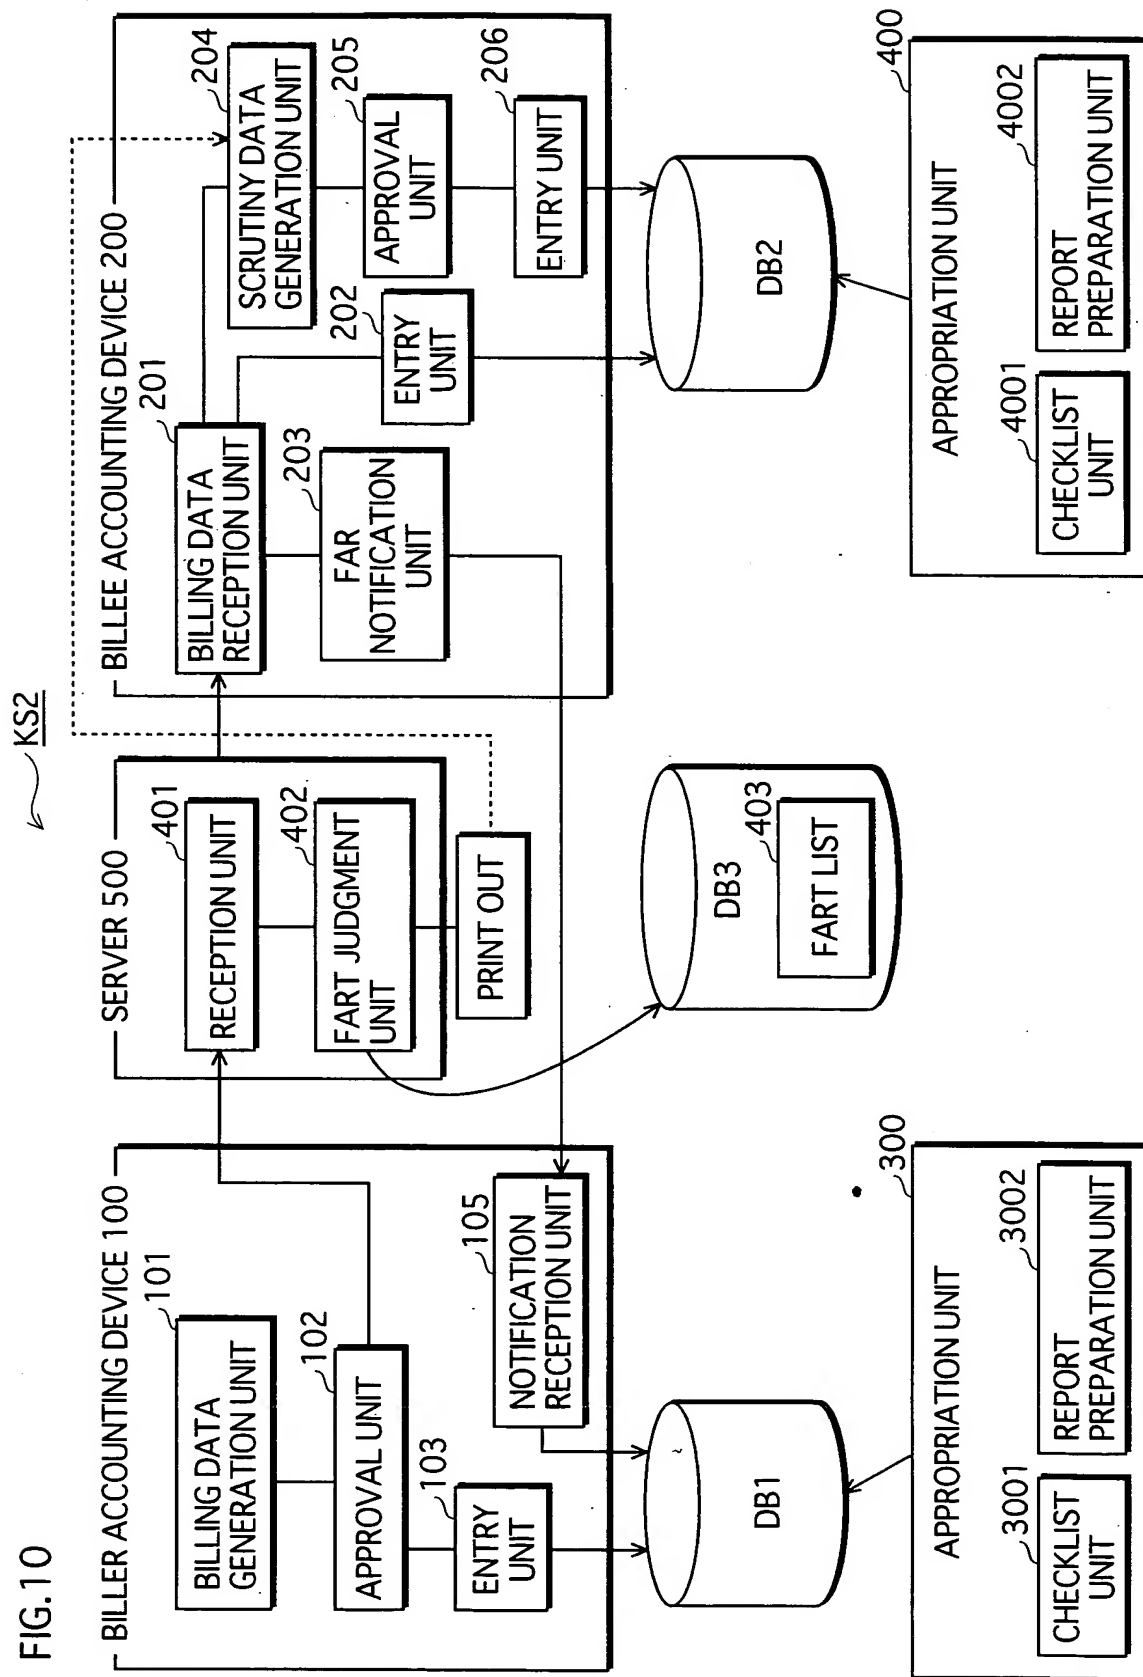 FIG.10
KS2
BILLER ACCOUNTING DEVICE 100
101
BILLING DATA
GENERATION UNIT
102
APPROVAL UNIT
103
ENTRY
UNIT
105
NOTIFICATION
RECEPTION UNIT
DB1
300
APPROPRIATION UNIT
3001
CHECKLIST
UNIT
3002
REPORT
PREPARATION UNIT
SERVER 500
401
RECEPTION UNIT
402
FART JUDGMENT
UNIT
PRINT OUT
DB3
403
FART LIST
BILLEE ACCOUNTING DEVICE 200
201
BILLING DATA
RECEPTION UNIT
203
FAR
NOTIFICATION
UNIT
202
ENTRY
UNIT
204
SCRUTINY DATA
GENERATION UNIT
205
APPROVAL
UNIT
206
ENTRY UNIT
DB2
400
APPROPRIATION UNIT
4001
CHECKLIST
UNIT
4002
REPORT
PREPARATION UNIT